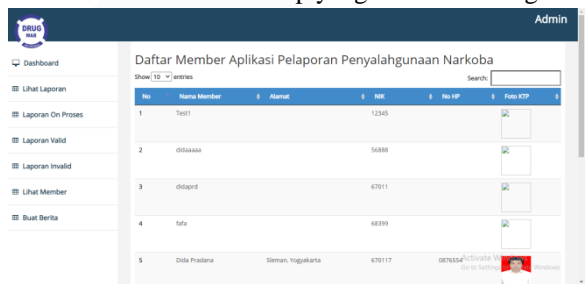 DRUG
WAR
Admin
Dashboard
Lihat Laporan
Laporan On Proses
Laporan Valid
Laporan Invalid
Lihat Member
Buat Berita
Daftar Member Aplikasi Pelaporan Penyalahgunaan Narkoba
Show 10 entries
Search:
No Nama Member Alamat NIK No HP Foto KTP
1 Test1 12345
2 didaaaaa 56888
3 didaprd 67011
4 fafa 68399
5 Dida Pradana Sleman, Yogyakarta 670117 0876554
Activate Windows
Go to Settings Windows